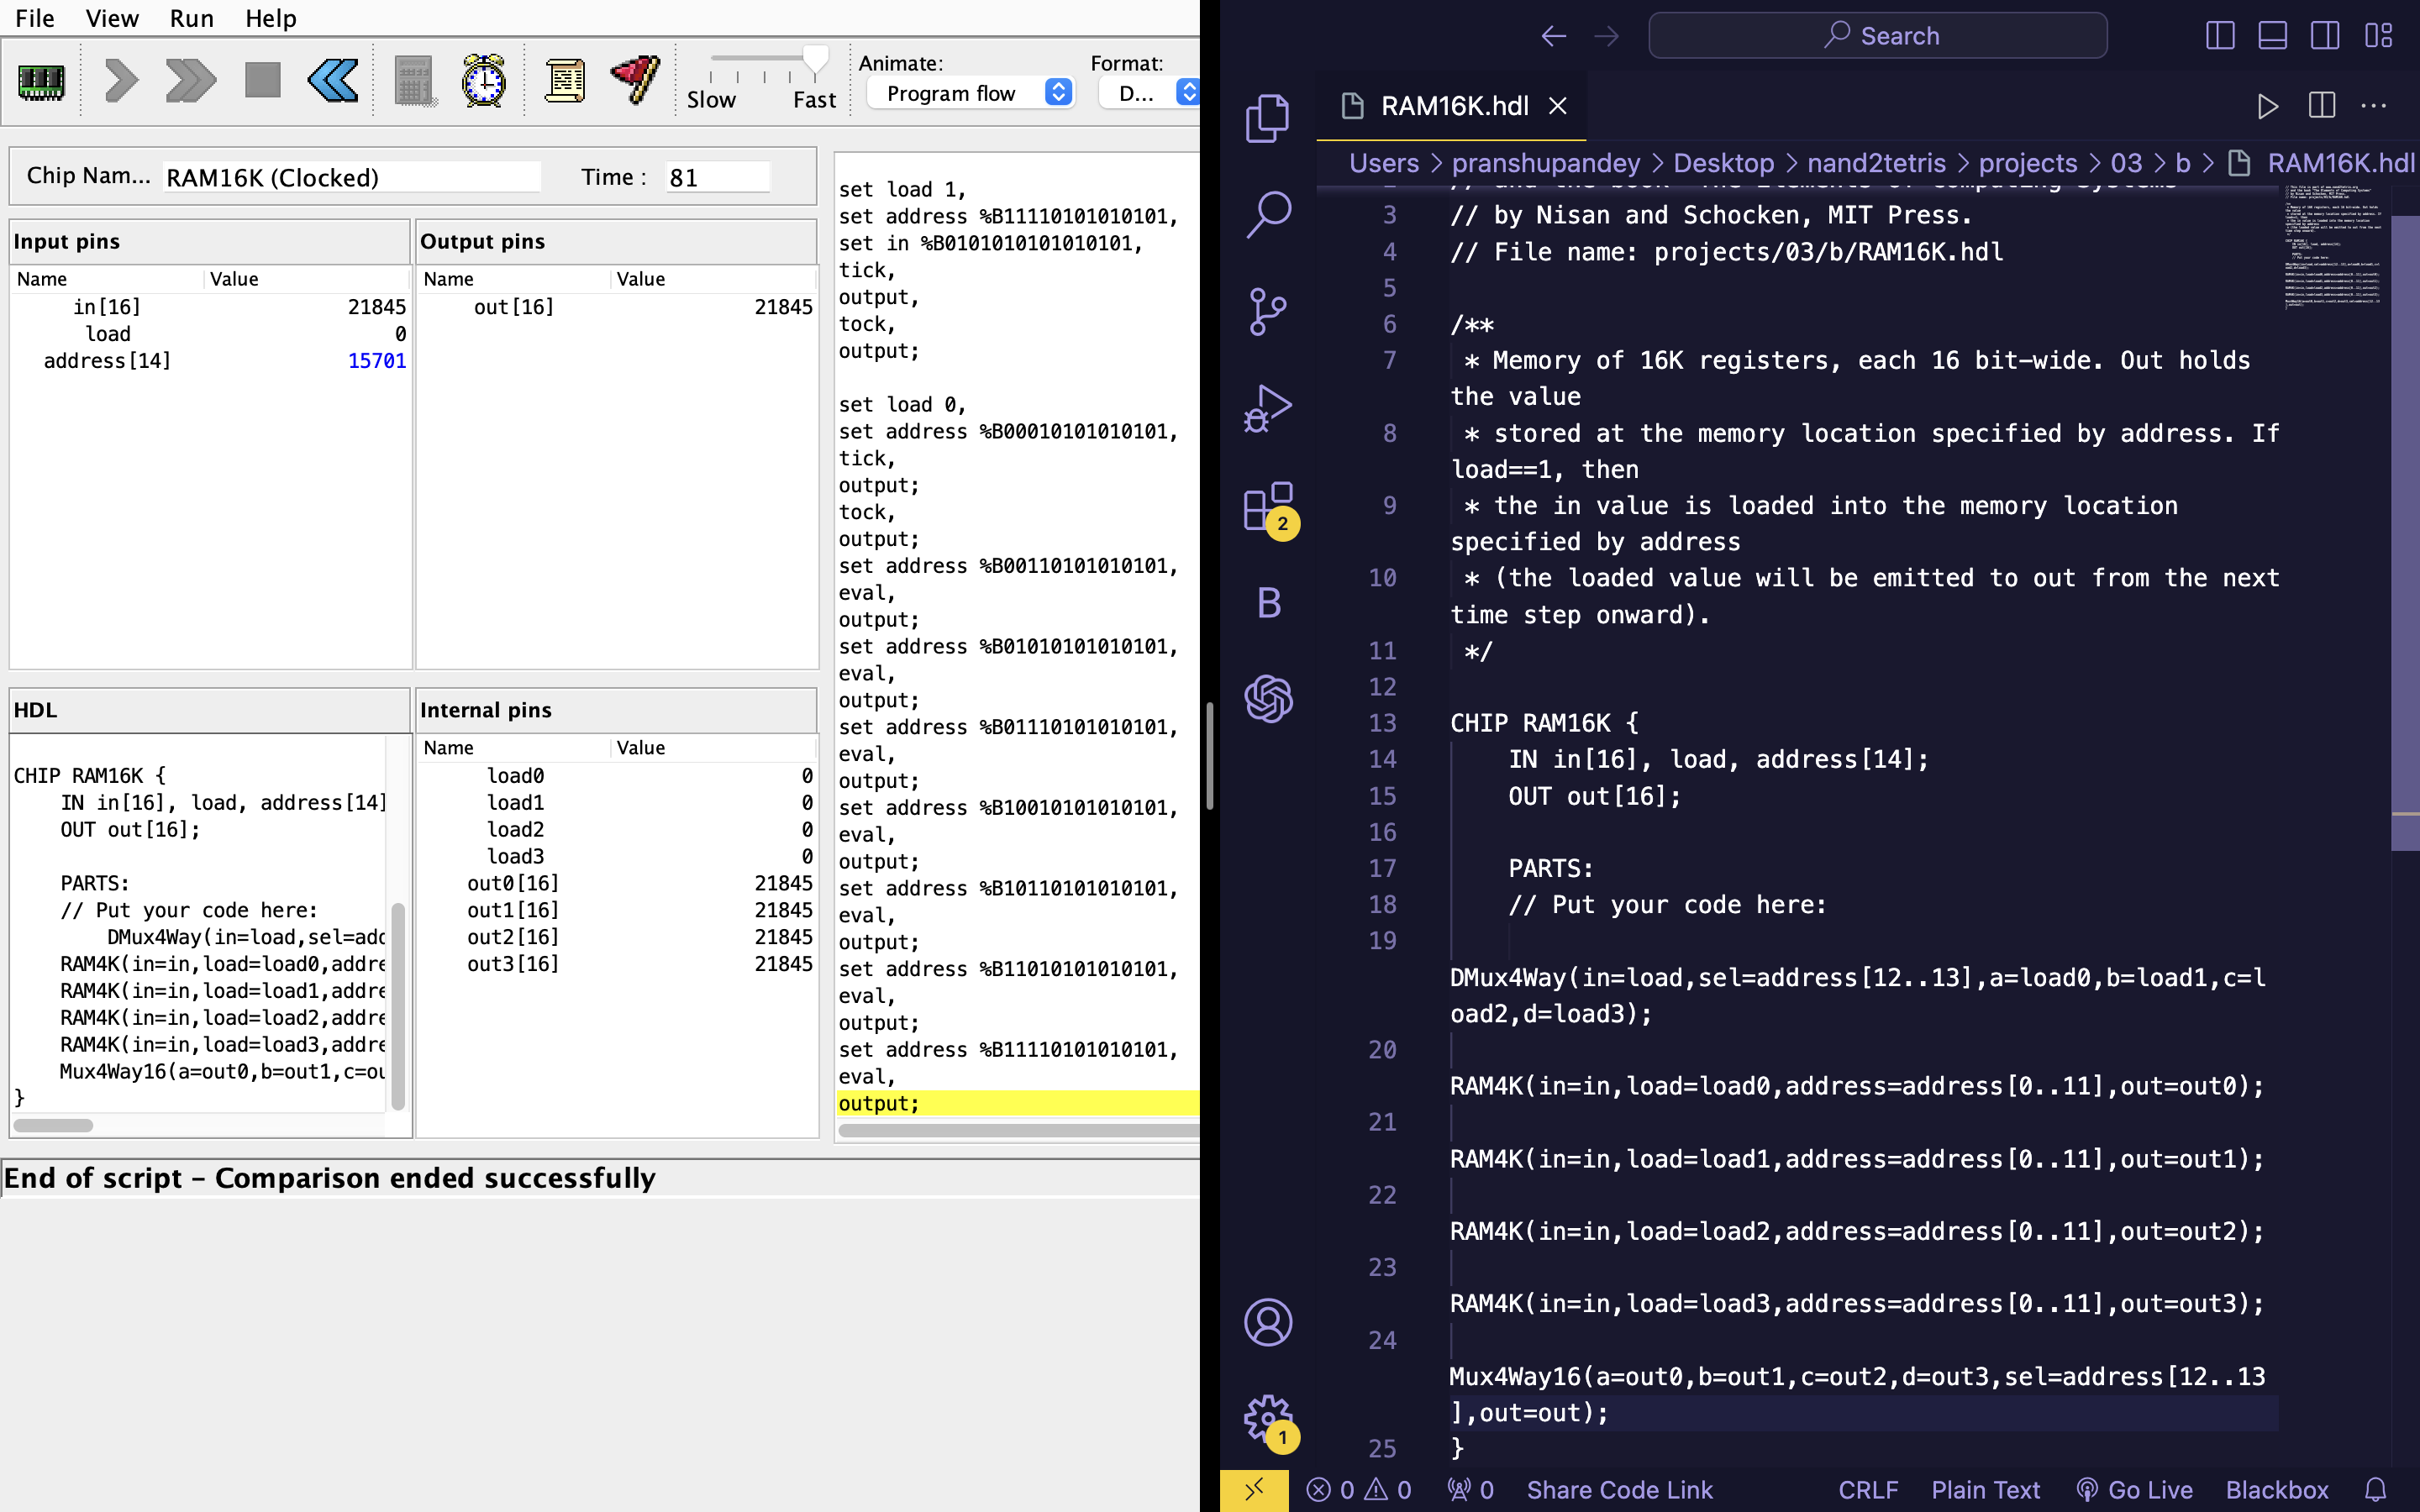 File View Run Help
Slow Fast
Animate:
Program flow
Format:
D...
Chip Nam... RAM16K (Clocked) Time : 81
Input pins
Name Value
in[16] 21845
load 0
address[14] 15701
Output pins
Name Value
out[16] 21845
HDL
CHIP RAM16K {
IN in[16], load, address[14]
OUT out[16];
PARTS:
// Put your code here:
DMux4Way(in=load,sel=add
RAM4K(in=in,load=load0,addre
RAM4K(in=in,load=load1,addre
RAM4K(in=in,load=load2,addre
RAM4K(in=in,load=load3,addre
Mux4Way16(a=out0,b=out1,c=ou
}
Internal pins
Name Value
load0 0
load1 0
load2 0
load3 0
out0[16] 21845
out1[16] 21845
out2[16] 21845
out3[16] 21845
set load 1,
set address %B11110101010101,
set in %B0101010101010101,
tick,
output,
tock,
output;
set load 0,
set address %B00010101010101,
tick,
output;
tock,
output;
set address %B00110101010101,
eval,
output;
set address %B01010101010101,
eval,
output;
set address %B01110101010101,
eval,
output;
set address %B10010101010101,
eval,
output;
set address %B10110101010101,
eval,
output;
set address %B11010101010101,
eval,
output;
set address %B11110101010101,
eval,
output;
End of script – Comparison ended successfully
Search
RAM16K.hdl
Users > pranshupandey > Desktop > nand2tetris > projects > 03 > b > RAM16K.hdl
// and the book "The Elements of Computing Systems"
3 // by Nisan and Schocken, MIT Press.
4 // File name: projects/03/b/RAM16K.hdl
5
6 /**
7 * Memory of 16K registers, each 16 bit-wide. Out holds
the value
8 * stored at the memory location specified by address. If
load==1, then
9 * the in value is loaded into the memory location
specified by address
10 * (the loaded value will be emitted to out from the next
time step onward).
11 */
12
13 CHIP RAM16K {
14 IN in[16], load, address[14];
15 OUT out[16];
16
17 PARTS:
18 // Put your code here:
19
DMux4Way(in=load,sel=address[12..13],a=load0,b=load1,c=l
oad2,d=load3);
20
RAM4K(in=in,load=load0,address=address[0..11],out=out0);
21
RAM4K(in=in,load=load1,address=address[0..11],out=out1);
22
RAM4K(in=in,load=load2,address=address[0..11],out=out2);
23
RAM4K(in=in,load=load3,address=address[0..11],out=out3);
24
Mux4Way16(a=out0,b=out1,c=out2,d=out3,sel=address[12..13
],out=out);
25 }
2
B
1
0 0 0 Share Code Link CRLF Plain Text Go Live Blackbox